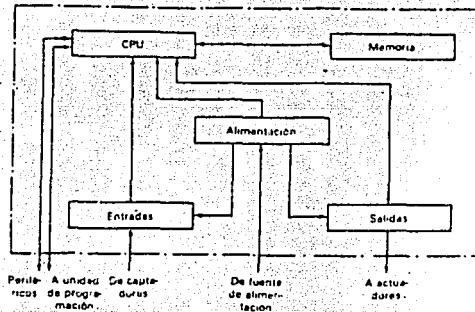 CPU
Memoria
Alimentación
Entradas
Salidas
Perifé-
ricos
A unidad
de progra-
mación
De capta-
dores
De fuente
de alimen-
tación
A actua-
dores